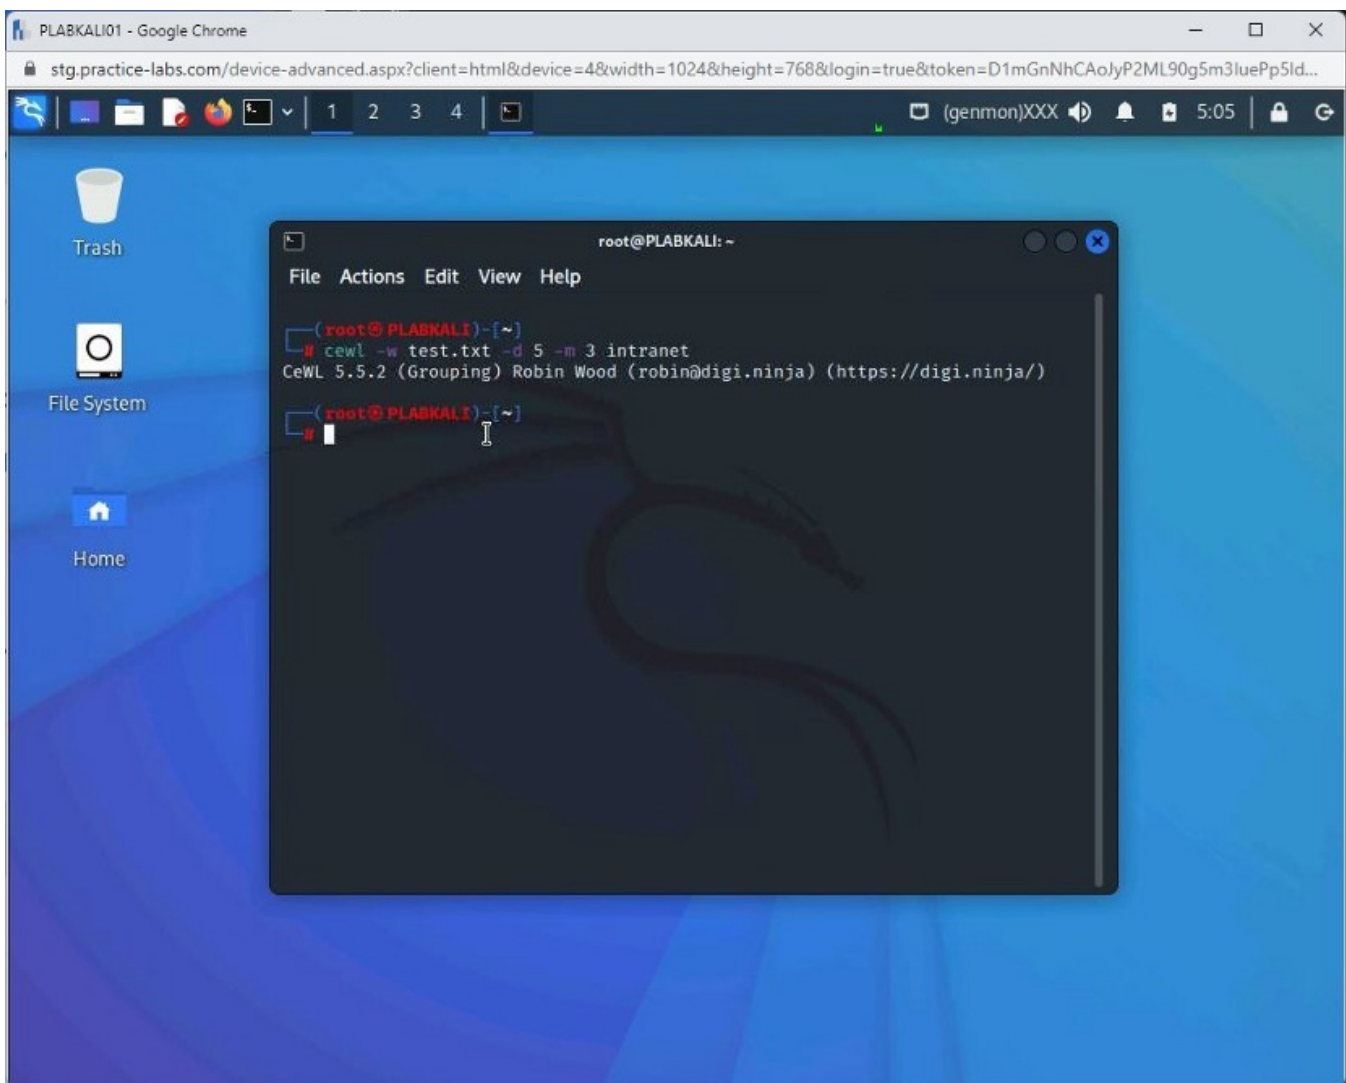 PLABKALI01 - Google Chrome
stg.practice-labs.com/device-advanced.aspx?client=html&device=4&width=1024&height=768&login=true&token=D1mGnNhCAoJyP2ML90g5m3IuePp5ld...
1 2 3 4 (genmon)XXX 5:05
Trash
File System
Home
root@PLABKALI: ~
File Actions Edit View Help
┌──(root㉿PLABKALI)-[~]
└─# cewl -w test.txt -d 5 -m 3 intranet
CeWL 5.5.2 (Grouping) Robin Wood (robin@digi.ninja) (https://digi.ninja/)
┌──(root㉿PLABKALI)-[~]
└─#